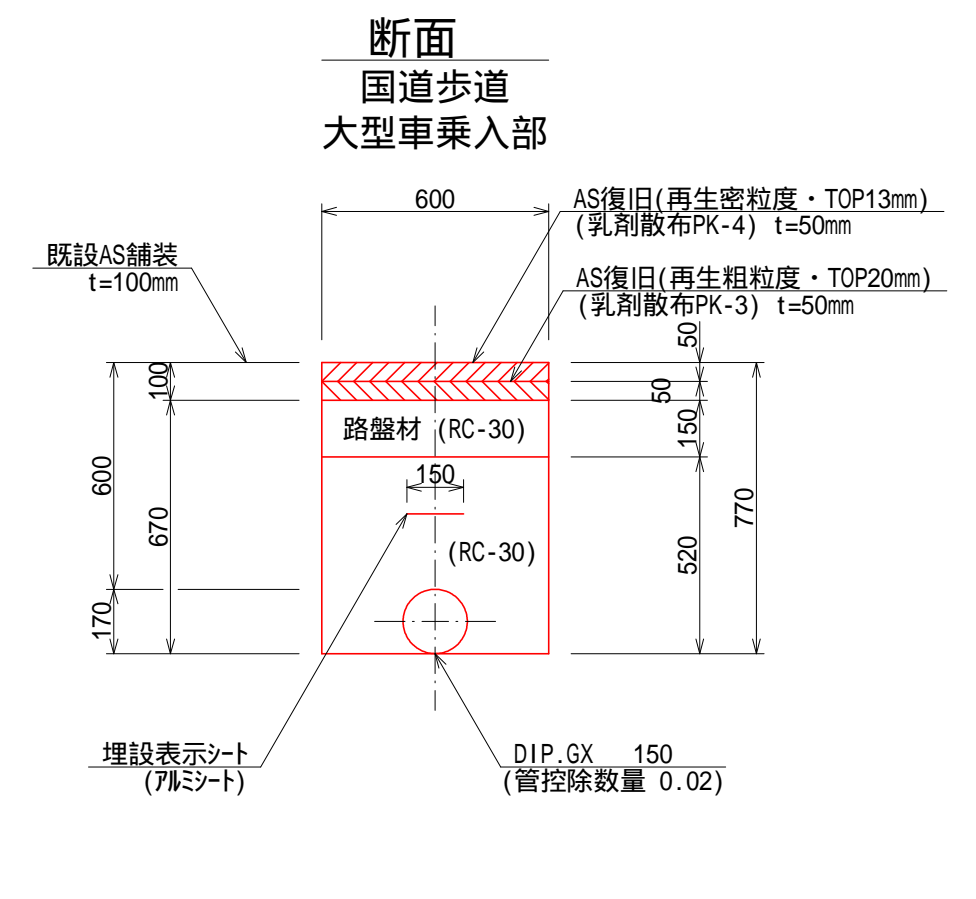 断面
国道歩道
大型車乗入部
600
AS復旧(再生密粒度・TOP13mm)
(乳剤散布PK-4) t=50mm
既設AS舗装
t=100mm
AS復旧(再生粗粒度・TOP20mm)
(乳剤散布PK-3) t=50mm
50
100
50
路盤材 (RC-30)
150
600
150
670
770
(RC-30)
520
170
埋設表示シート
(アルミシート)
DIP.GX 150
(管控除数量 0.02)